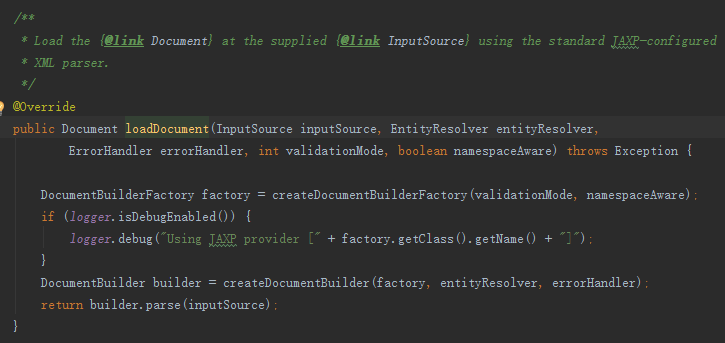 /**
 * Load the {@link Document} at the supplied {@link InputSource} using the standard JAXP-configured
 * XML parser.
 */
@Override
public Document loadDocument(InputSource inputSource, EntityResolver entityResolver,
        ErrorHandler errorHandler, int validationMode, boolean namespaceAware) throws Exception {

    DocumentBuilderFactory factory = createDocumentBuilderFactory(validationMode, namespaceAware);
    if (logger.isDebugEnabled()) {
        logger.debug("Using JAXP provider [" + factory.getClass().getName() + "]");
    }
    DocumentBuilder builder = createDocumentBuilder(factory, entityResolver, errorHandler);
    return builder.parse(inputSource);
}